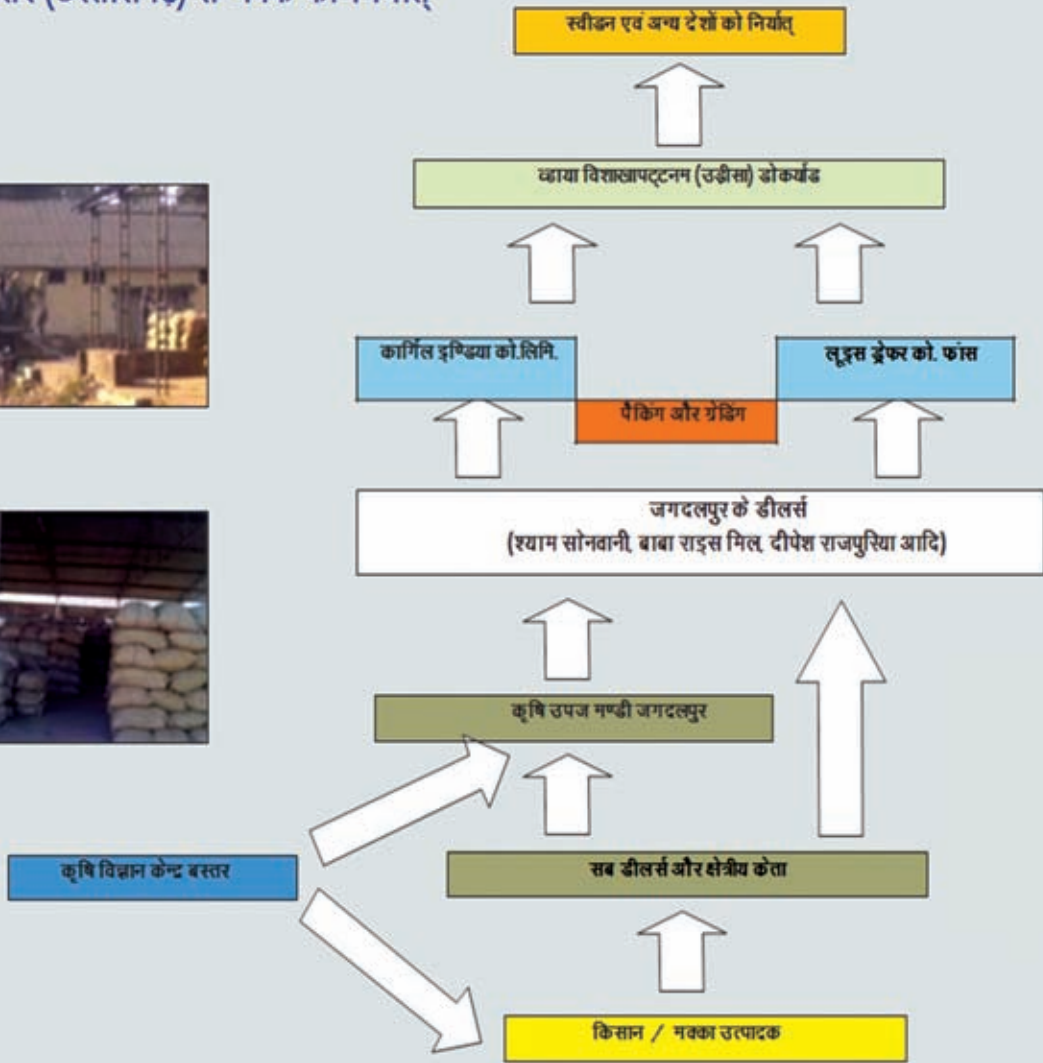 स्वीडन एवं अन्य देशों को निर्यात्
व्हाया विशाखापट्टनम (उड़ीसा) डोकर्याड
कार्गिल इण्डिया को.लिमि.
लूइस ड्रेफर को. फांस
पैकिंग और ग्रेडिंग
जगदलपुर के डीलर्स
(श्याम सोनवानी, बाबा राइस मिल, दीपेश राजपुरिया आदि)
कृषि उपज मण्डी जगदलपुर
कृषि विज्ञान केन्द्र बस्तर
सब डीलर्स और क्षेत्रीय केता
किसान / मक्का उत्पादक